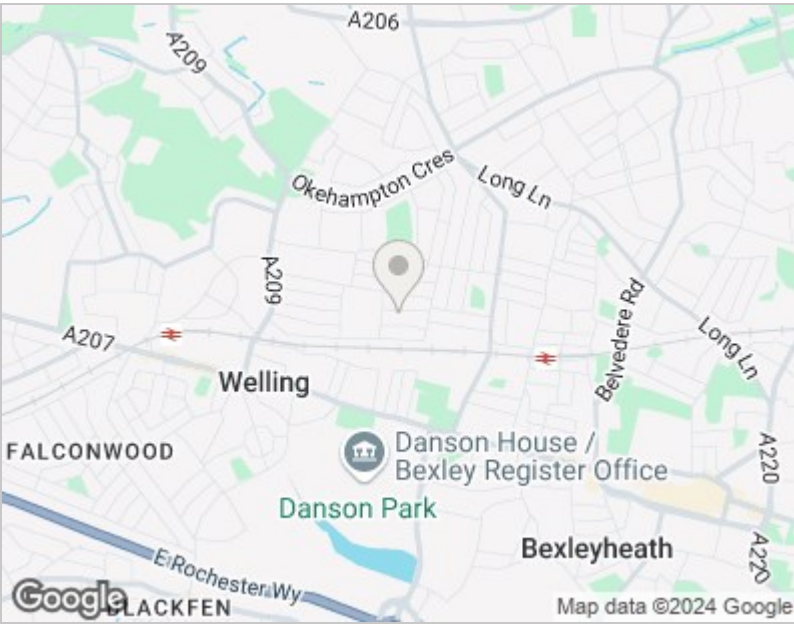 A206
A209
Okehampton Cres
Long Ln
A209
Belvedere Rd
A207
Long Ln
Welling
FALCONWOOD
Danson House /
Bexley Register Office
A220
Danson Park
Bexleyheath
A220
E Rochester Wy
Google
BLACKFEN
Map data ©2024 Google